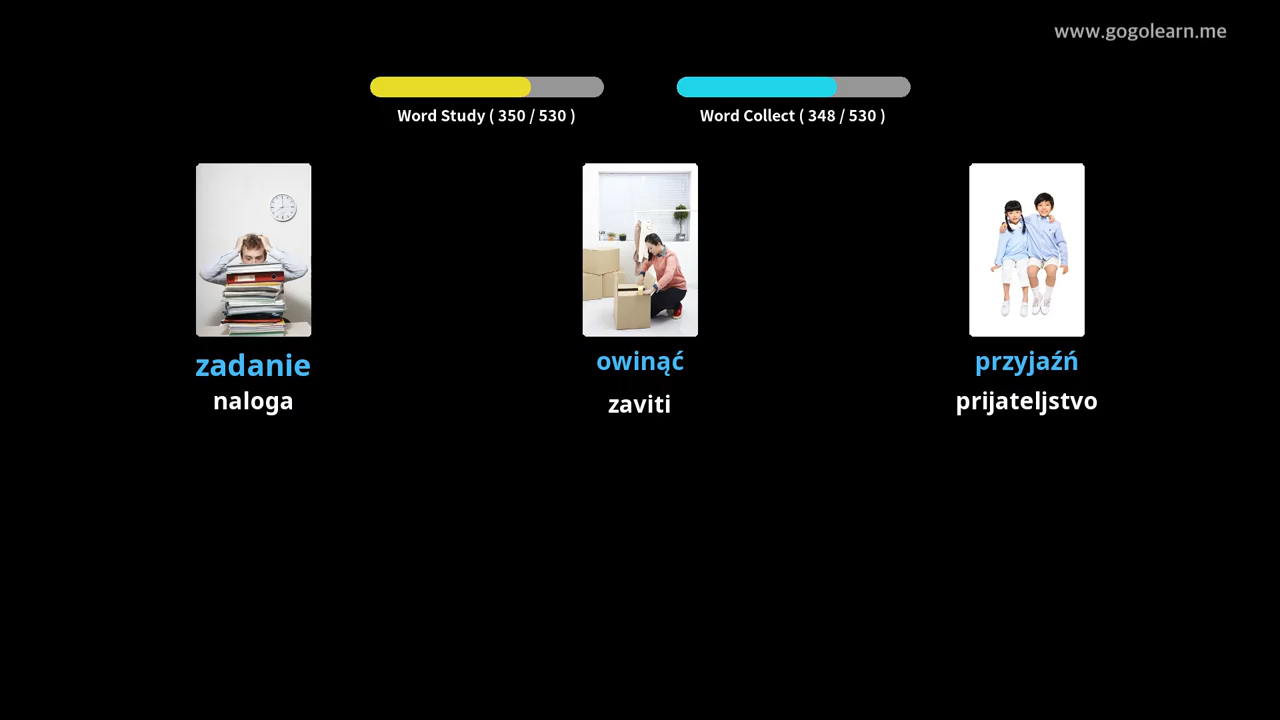 www.gogolearn.me
Word Study ( 350 / 530 )
Word Collect ( 348 / 530 )
zadanie
naloga
owinąć
zaviti
przyjaźń
prijateljstvo